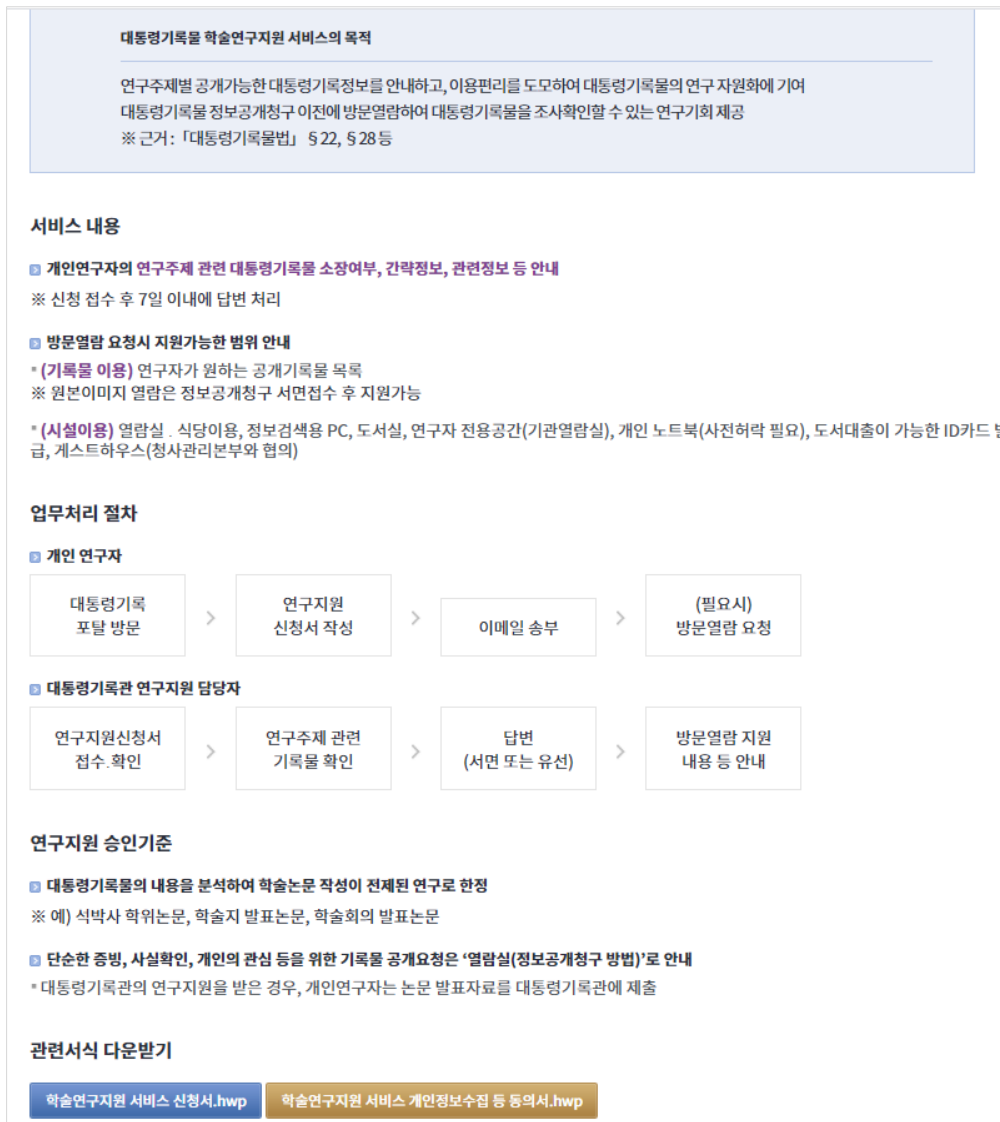 대통령기록물 학술연구지원 서비스의 목적
연구주제별 공개가능한 대통령기록정보를 안내하고, 이용편리를 도모하여 대통령기록물의 연구 자원화에 기여
대통령기록물 정보공개청구 이전에 방문열람하여 대통령기록물을 조사확인할 수 있는 연구기회 제공
※ 근거 : 「대통령기록물법」 §22, §28 등
서비스 내용
개인연구자의 연구주제 관련 대통령기록물 소장여부, 간략정보, 관련정보 등 안내
※ 신청 접수 후 7일 이내에 답변 처리
방문열람 요청시 지원가능한 범위 안내
(기록물 이용) 연구자가 원하는 공개기록물 목록
※ 원본이미지 열람은 정보공개청구 서면접수 후 지원가능
(시설이용) 열람실 . 식당이용, 정보검색용 PC, 도서실, 연구자 전용공간(기관열람실), 개인 노트북(사전허락 필요), 도서대출이 가능한 ID카드
급, 게스트하우스(청사관리본부와 협의)
업무처리 절차
개인 연구자
대통령기록
포탈 방문
연구지원
신청서 작성
이메일 송부
(필요시)
방문열람 요청
대통령기록관 연구지원 담당자
연구지원신청서
접수.확인
연구주제 관련
기록물 확인
답변
(서면 또는 유선)
방문열람 지원
내용 등 안내
연구지원 승인기준
대통령기록물의 내용을 분석하여 학술논문 작성이 전제된 연구로 한정
※ 예) 석박사 학위논문, 학술지 발표논문, 학술회의 발표논문
단순한 증빙, 사실확인, 개인의 관심 등을 위한 기록물 공개요청은 ‘열람실(정보공개청구 방법)’로 안내
대통령기록관의 연구지원을 받은 경우, 개인연구자는 논문 발표자료를 대통령기록관에 제출
관련서식 다운받기
학술연구지원 서비스 신청서.hwp
학술연구지원 서비스 개인정보수집 등 동의서.hwp